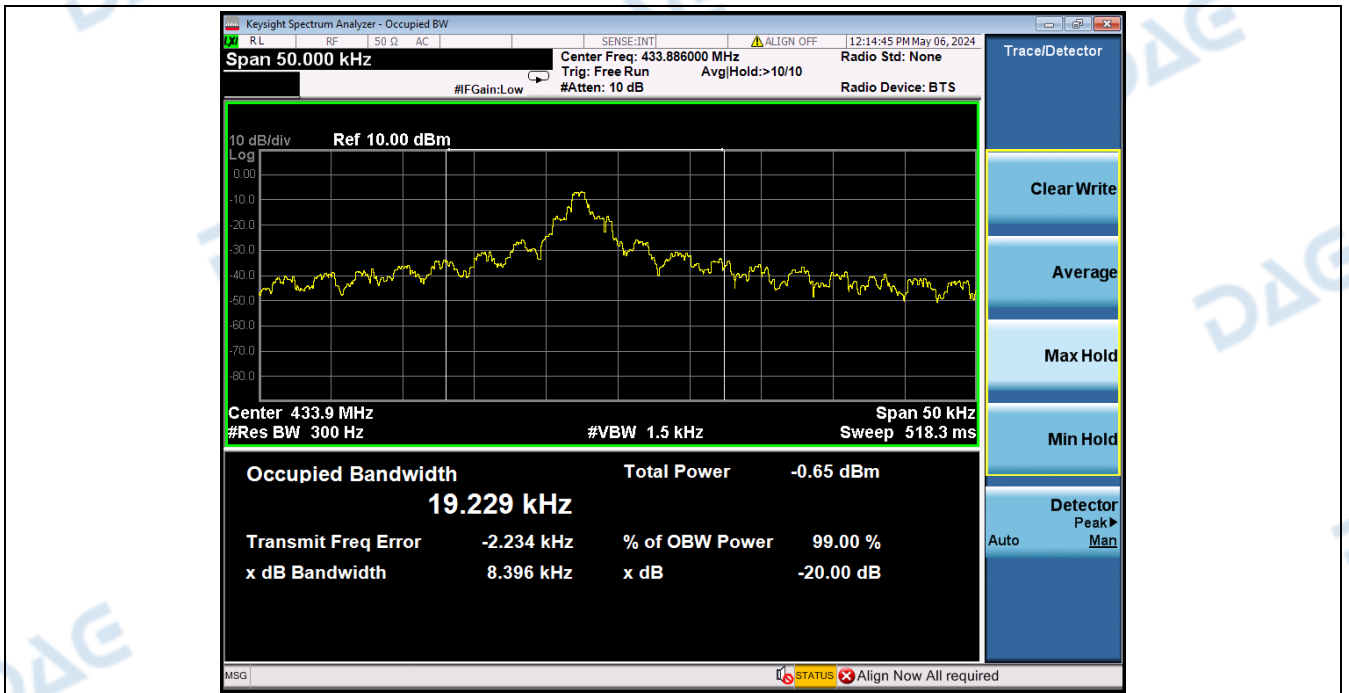 Keysight Spectrum Analyzer - Occupied BW
LXI RL RF 50 Ω AC SENSE:INT ALIGN OFF 12:14:45 PM May 06, 2024
Span 50.000 kHz
Center Freq: 433.886000 MHz Radio Std: None
Trig: Free Run Avg|Hold:>10/10
#IFGain:Low #Atten: 10 dB Radio Device: BTS
10 dB/div Ref 10.00 dBm
Log
0.00
-10.0
-20.0
-30.0
-40.0
-50.0
-60.0
-70.0
-80.0
Center 433.9 MHz Span 50 kHz
#Res BW 300 Hz #VBW 1.5 kHz Sweep 518.3 ms
Occupied Bandwidth Total Power -0.65 dBm
19.229 kHz
Transmit Freq Error -2.234 kHz % of OBW Power 99.00 %
x dB Bandwidth 8.396 kHz x dB -20.00 dB
MSG STATUS Align Now All required
Trace/Detector
Clear Write
Average
Max Hold
Min Hold
Detector
Peak▶
Auto Man
DAG
DAG
DAG